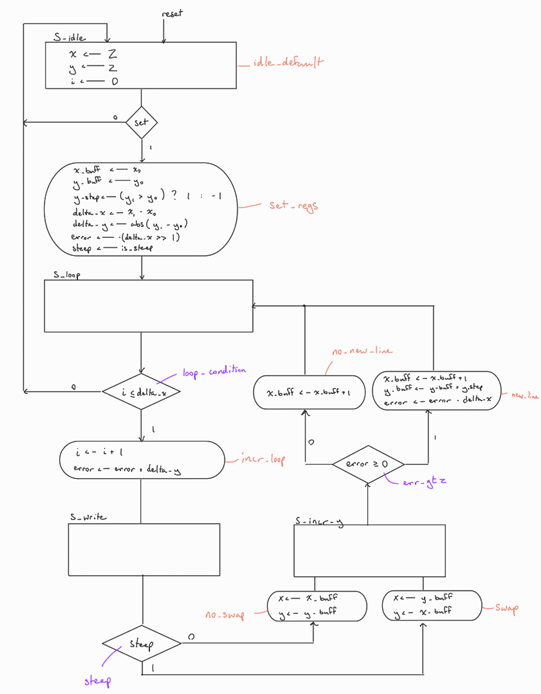 reset
S_idle
x <— Z
y <— Z
i <— 0
idle_default
0
set
1
x_buff <— x0
y_buff <— y0
y_step <— (y1 > y0) ? 1 : -1
delta_x <— x1 - x0
delta_y <— abs(y1 - y0)
error <— -(delta_x >> 1)
steep <— is_steep
set_regs
S_loop
no_new_line
loop_condition
0
i ≤ delta_x
x_buff <- x_buff + 1
x_buff <- x_buff + 1
y_buff <- y_buff + y_step
error <- error - delta_x
new_line
1
0
1
i <- i + 1
error <- error + delta_y
incr_loop
error ≥ 0
err_gtz
S_write
S_incr_y
x <— x_buff
y <— y_buff
no_swap
x <— y_buff
y <— x_buff
swap
steep
0
steep
1